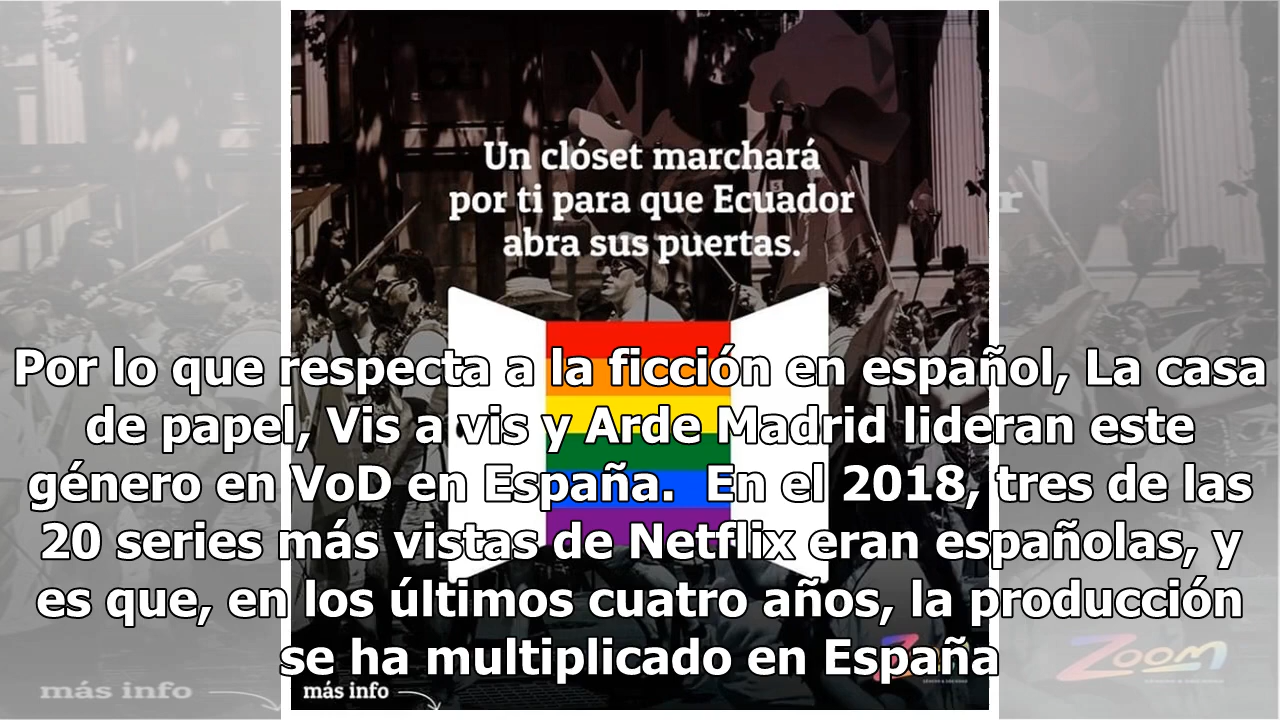 Un clóset marchará
por ti para que Ecuador
abra sus puertas.
Por lo que respecta a la ficción en español, La casa
de papel, Vis a vis y Arde Madrid lideran este
género en VoD en España.  En el 2018, tres de las
20 series más vistas de Netflix eran españolas, y
es que, en los últimos cuatro años, la producción
se ha multiplicado en España
más info
más info
Zoom